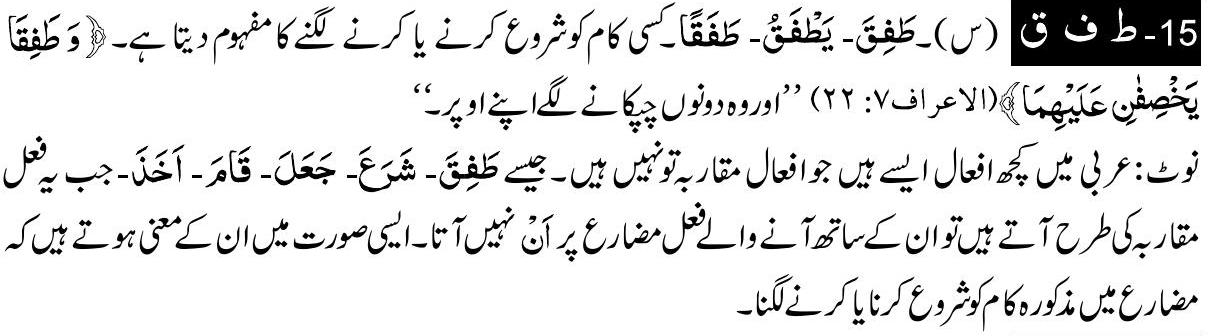 15- ط ف ق (س)۔ طَفِقَ۔ یَطْفَقُ۔ طَفَقًا۔ کسی کام کو شروع کرنے یا کرنے لگنے کا مفہوم دیتا ہے۔ ﴿وَ طَفِقَا
یَخْصِفٰنِ عَلَیْهِمَا﴾ (الاعراف ۷: ۲۲) ’’اور وہ دونوں چپکانے لگے اپنے اوپر۔‘‘
نوٹ: عربی میں کچھ افعال ایسے ہیں جو افعال مقاربہ تو نہیں ہیں۔ جیسے طَفِقَ۔ شَرَعَ۔ جَعَلَ۔ قَامَ۔ اَخَذَ۔ جب یہ فعل
مقاربہ کی طرح آتے ہیں تو ان کے ساتھ آنے والے فعل مضارع پر اَنْ نہیں آتا۔ ایسی صورت میں ان کے معنی ہوتے ہیں کہ
مضارع میں مذکورہ کام کو شروع کرنا یا کرنے لگنا۔